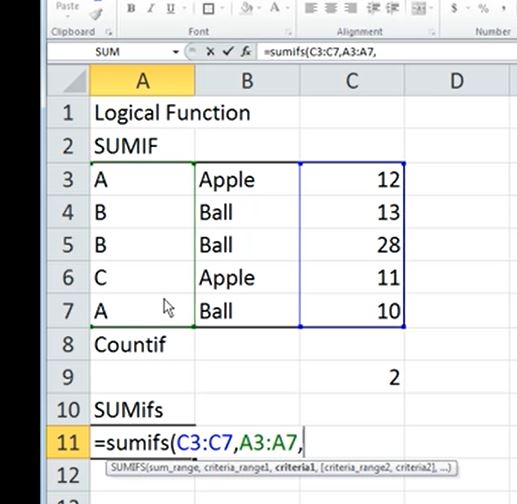 Paste
B I U A
$ % ,
Clipboard Font Alignment Number
SUM fx =sumifs(C3:C7,A3:A7,
A B C D
1 Logical Function
2 SUMIF
3 A Apple 12
4 B Ball 13
5 B Ball 28
6 C Apple 11
7 A Ball 10
8 Countif
9 2
10 SUMifs
11 =sumifs(C3:C7,A3:A7,
SUMIFS(sum_range, criteria_range1, criteria1, [criteria_range2, criteria2], ...)
12